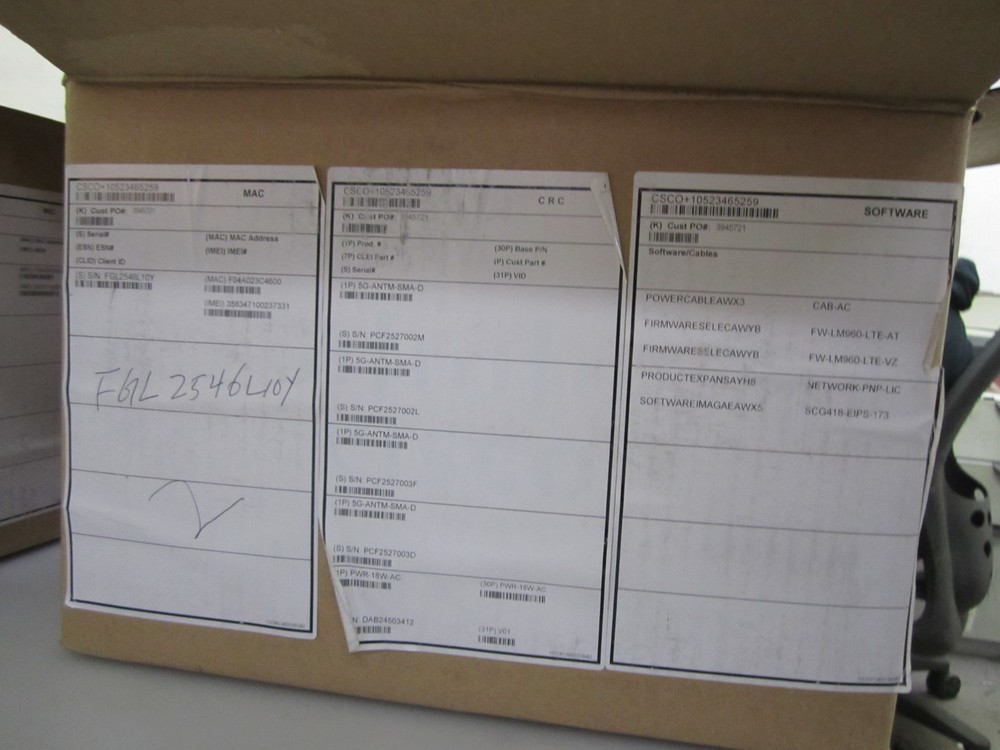 CSCO+10523465259
MAC
(K) Cust PO#: 3945721
(S) Serial#
(MAC) MAC Address
(ESN) ESN#
(IMEI) IMEI#
(CLID) Client ID
(S) S/N: FGL2546L10Y
(MAC) F04A023C4600
(IMEI) 356347100237331
FGL2546L10Y
CSCO+10523465259
CRC
(K) Cust PO#: 3945721
(1P) Prod. #
(30P) Base P/N
(7P) CLEI Part #
(P) Cust Part #
(S) Serial#
(31P) VID
(1P) 5G-ANTM-SMA-D
(S) S/N: PCF2527002M
(1P) 5G-ANTM-SMA-D
(S) S/N: PCF2527002L
(1P) 5G-ANTM-SMA-D
(S) S/N: PCF2527003F
(1P) 5G-ANTM-SMA-D
(S) S/N: PCF2527003D
1P) PWR-18W-AC
(30P) PWR-18W-AC
N: DAB24503412
(31P) V01
CSCO+10523465259
SOFTWARE
(K) Cust PO#: 3945721
Software/Cables
POWERCABLEAWX3 CAB-AC
FIRMWARESELECAWYB FW-LM960-LTE-AT
FIRMWARESELECAWYB FW-LM960-LTE-VZ
PRODUCTEXPANSAYH8 NETWORK-PNP-LIC
SOFTWAREIMAGAEAWX5 SCG418-EIPS-173